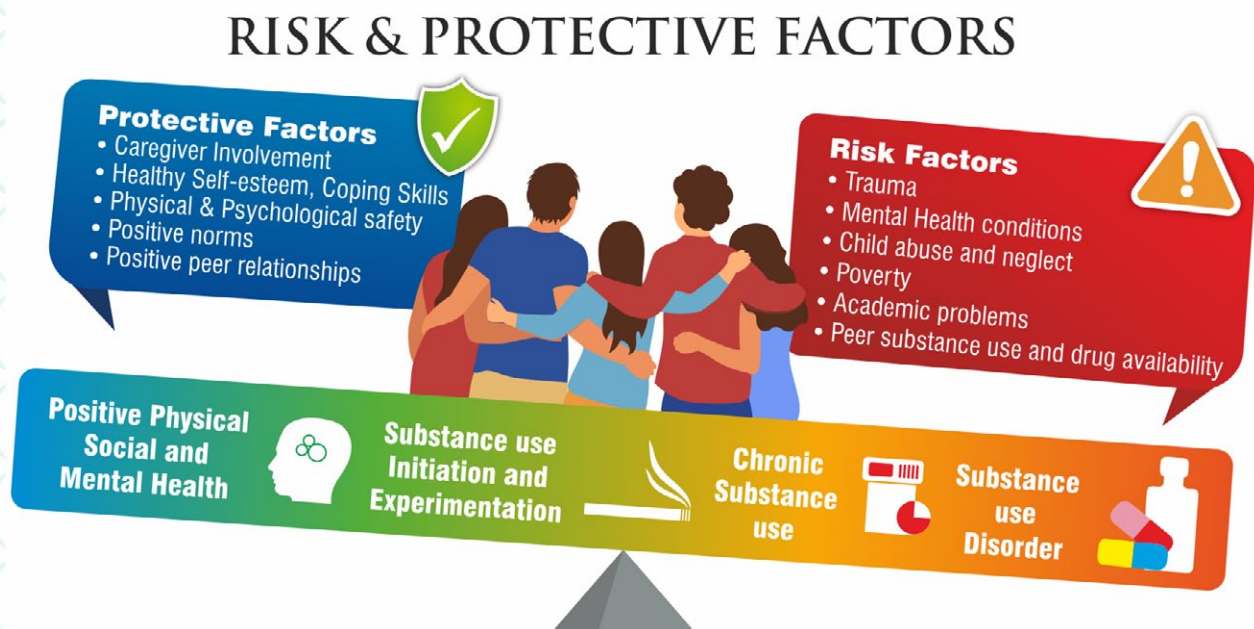 RISK & PROTECTIVE FACTORS
Protective Factors
• Caregiver Involvement
• Healthy Self-esteem, Coping Skills
• Physical & Psychological safety
• Positive norms
• Positive peer relationships
Risk Factors
• Trauma
• Mental Health conditions
• Child abuse and neglect
• Poverty
• Academic problems
• Peer substance use and drug availability
Positive Physical
Social and
Mental Health
Substance use
Initiation and
Experimentation
Chronic
Substance
use
Substance
use
Disorder